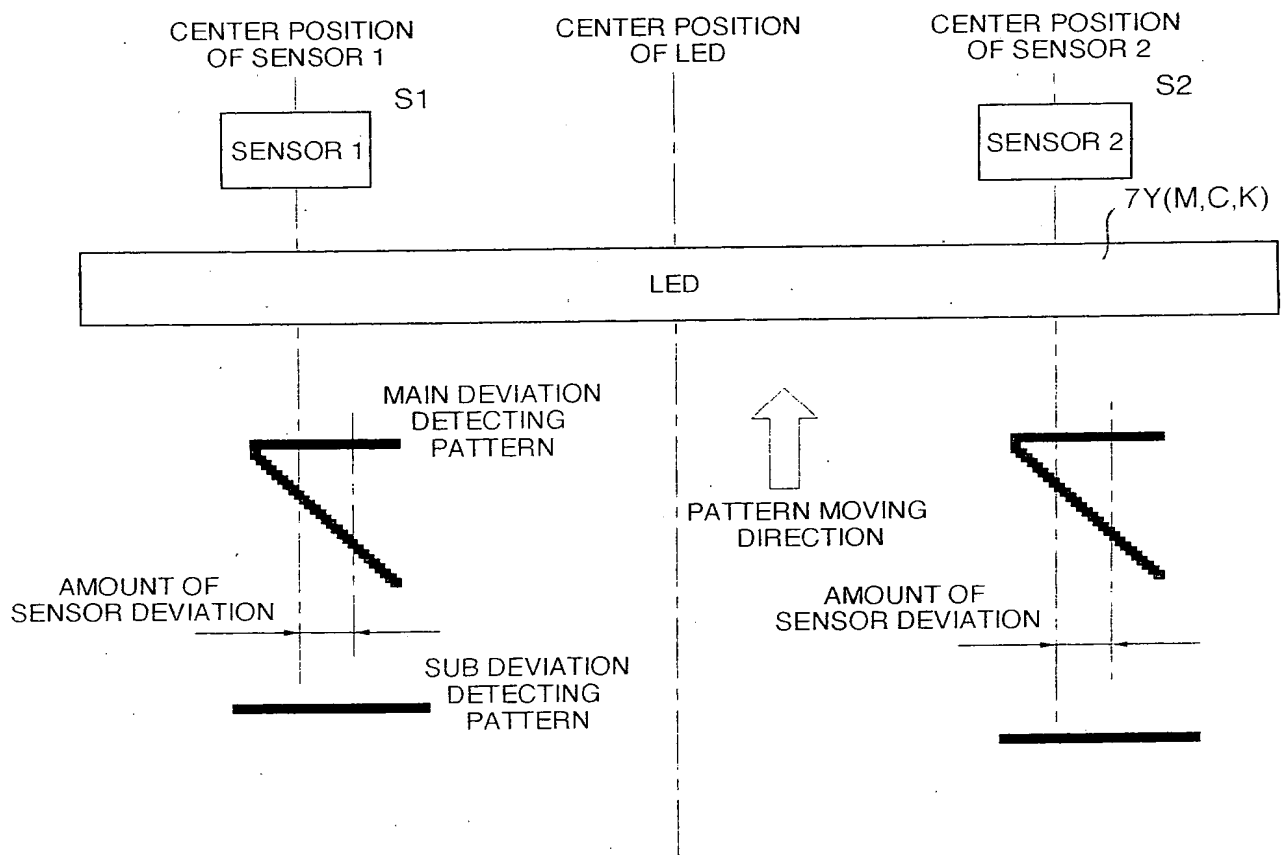 CENTER POSITION
OF SENSOR 1
CENTER POSITION
OF LED
CENTER POSITION
OF SENSOR 2
S1
S2
SENSOR 1
SENSOR 2
7Y(M,C,K)
LED
MAIN DEVIATION
DETECTING
PATTERN
PATTERN MOVING
DIRECTION
AMOUNT OF
SENSOR DEVIATION
AMOUNT OF
SENSOR DEVIATION
SUB DEVIATION
DETECTING
PATTERN